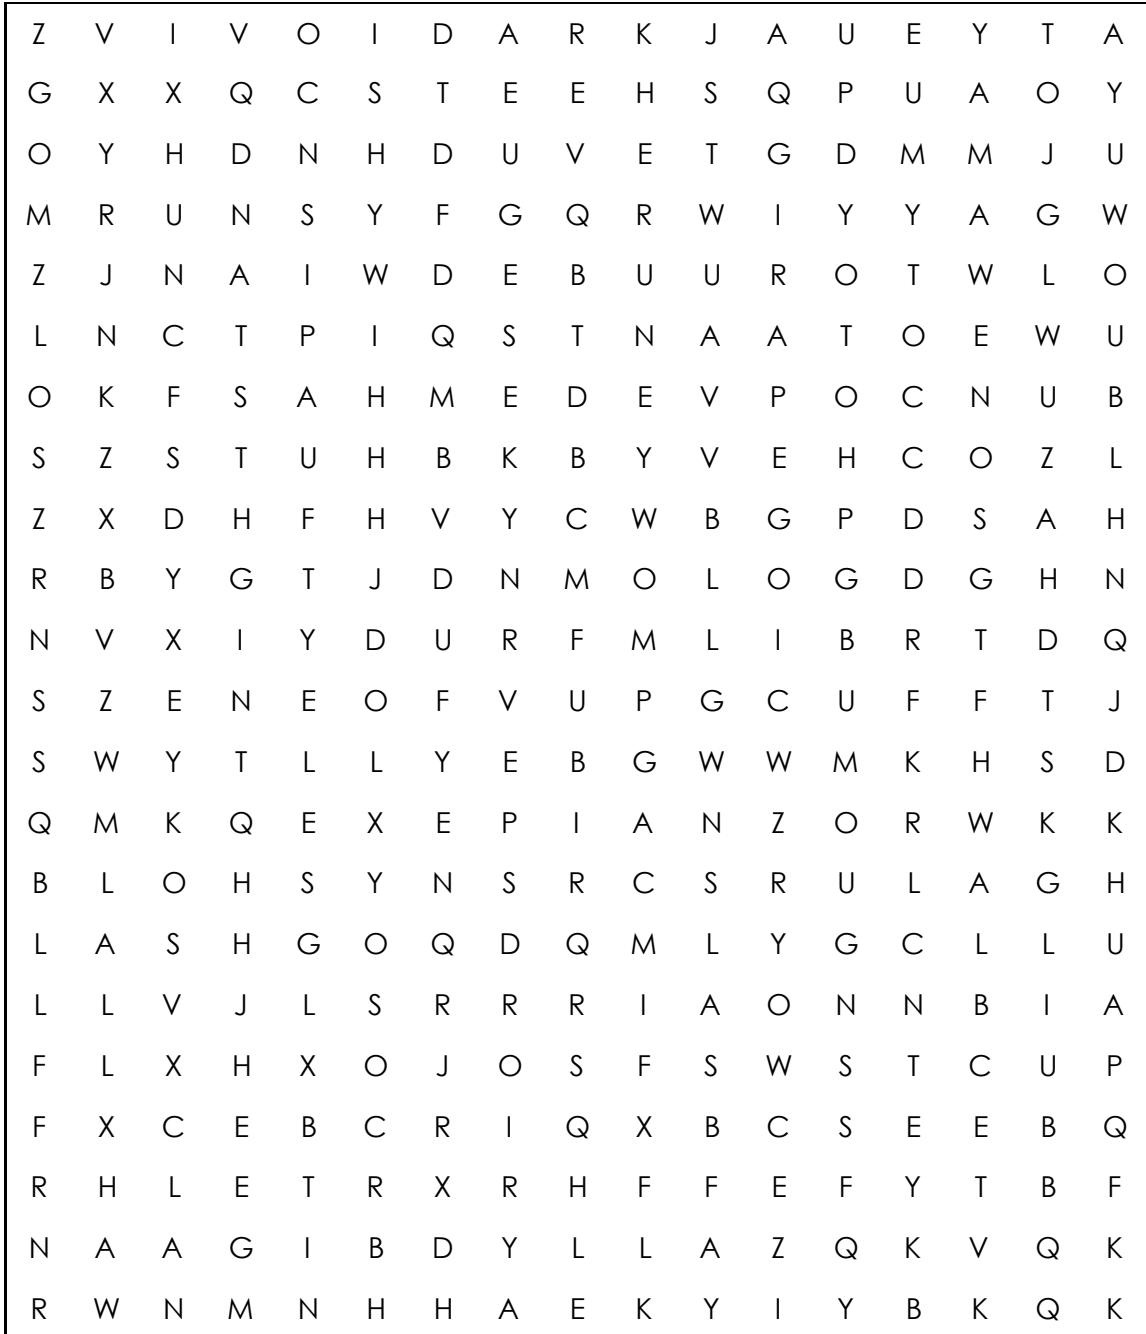 Z V I V O I D A R K J A U E Y T A
G X X Q C S T E E H S Q P U A O Y
O Y H D N H D U V E T G D M M J U
M R U N S Y F G Q R W I Y Y A G W
Z J N A I W D E B U U R O T W L O
L N C T P I Q S T N A A T O E W U
O K F S A H M E D E V P O C N U B
S Z S T U H B K B Y V E H C O Z L
Z X D H F H V Y C W B G P D S A H
R B Y G T J D N M O L O G D G H N
N V X I Y D U R F M L I B R T D Q
S Z E N E O F V U P G C U F F T J
S W Y T L L Y E B G W W M K H S D
Q M K Q E X E P I A N Z O R W K K
B L O H S Y N S R C S R U L A G H
L A S H G O Q D Q M L Y G C L L U
L L V J L S R R R I A O N N B I A
F L X H X O J O S F S W S T C U P
F X C E B C R I Q X B C S E E B Q
R H L E T R X R H F F E F Y T B F
N A A G I B D Y L L A Z Q K V Q K
R W N M N H H A E K Y I Y B K Q K